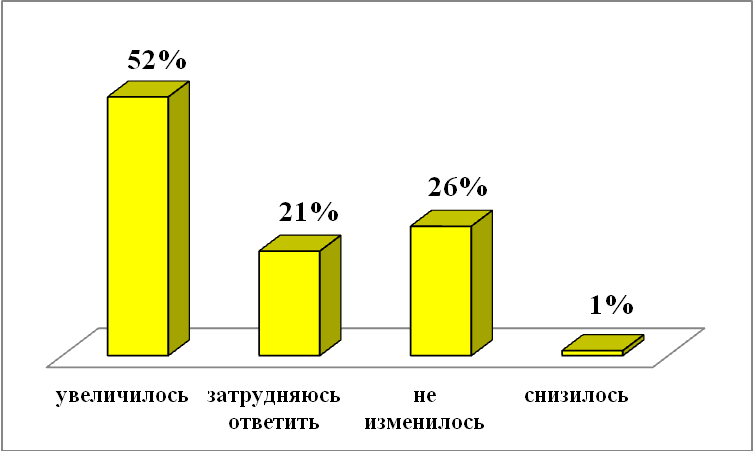 52%
21%
26%
1%
увеличилось
затрудняюсь
ответить
не
изменилось
снизилось